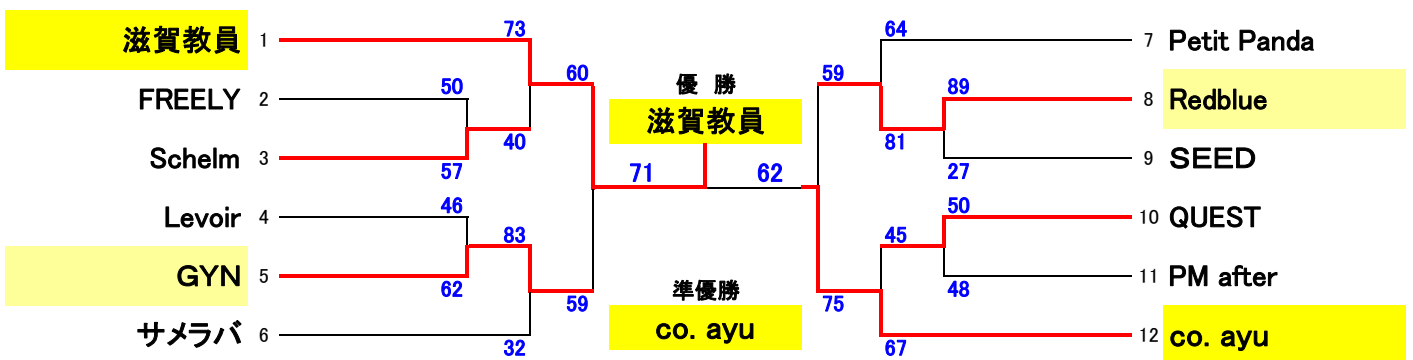 滋賀教員 1 73
FREELY 2 50
Schelm 3 57
60
40
Levoir 4 46
GYN 5 62
サメラバ 6 32
83
59
優 勝
滋賀教員
71 62
準優勝
co. ayu
64 7 Petit Panda
59
89 8 Redblue
81
27 9 SEED
50 10 QUEST
45
48 11 PM after
75
67 12 co. ayu